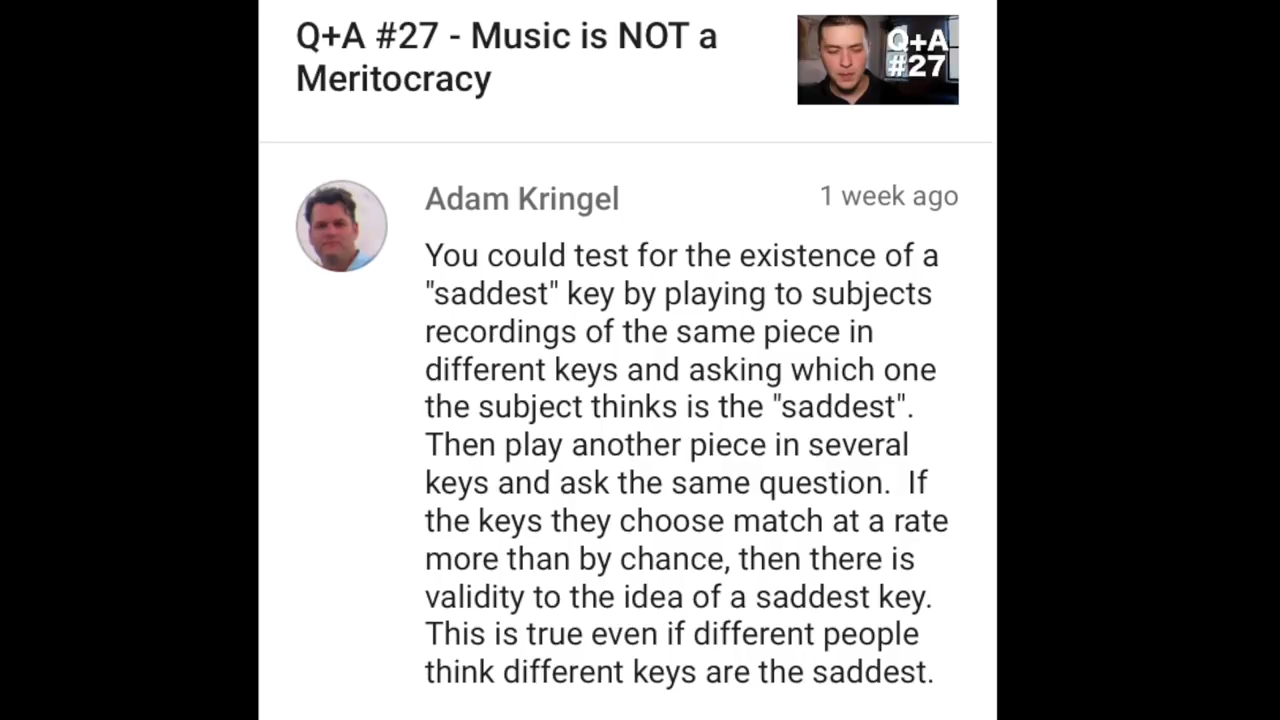 Q+A #27 - Music is NOT a
Meritocracy
Q+A
#27
Adam Kringel
1 week ago
You could test for the existence of a
"saddest" key by playing to subjects
recordings of the same piece in
different keys and asking which one
the subject thinks is the "saddest".
Then play another piece in several
keys and ask the same question.  If
the keys they choose match at a rate
more than by chance, then there is
validity to the idea of a saddest key.
This is true even if different people
think different keys are the saddest.